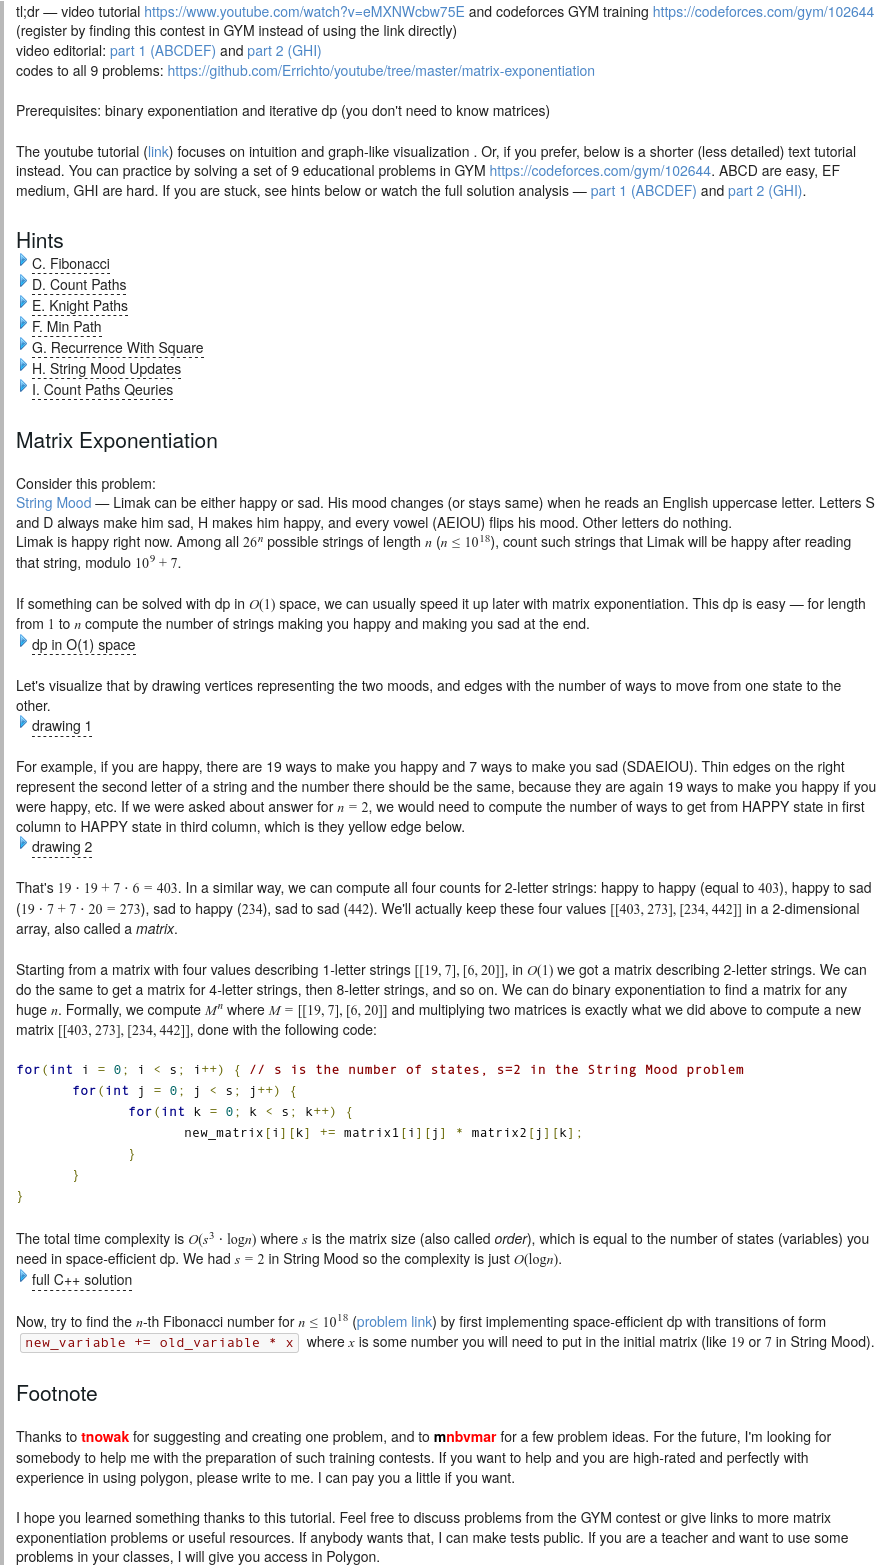 tl;dr — video tutorial https://www.youtube.com/watch?v=eMXNWcbw75E and codeforces GYM training https://codeforces.com/gym/102644
(register by finding this contest in GYM instead of using the link directly)
video editorial: part 1 (ABCDEF) and part 2 (GHI)
codes to all 9 problems: https://github.com/Errichto/youtube/tree/master/matrix-exponentiation
Prerequisites: binary exponentiation and iterative dp (you don't need to know matrices)
The youtube tutorial (link) focuses on intuition and graph-like visualization . Or, if you prefer, below is a shorter (less detailed) text tutorial
instead. You can practice by solving a set of 9 educational problems in GYM https://codeforces.com/gym/102644. ABCD are easy, EF
medium, GHI are hard. If you are stuck, see hints below or watch the full solution analysis — part 1 (ABCDEF) and part 2 (GHI).
Hints
C. Fibonacci
D. Count Paths
E. Knight Paths
F. Min Path
G. Recurrence With Square
H. String Mood Updates
I. Count Paths Qeuries
Matrix Exponentiation
Consider this problem:
String Mood — Limak can be either happy or sad. His mood changes (or stays same) when he reads an English uppercase letter. Letters S
and D always make him sad, H makes him happy, and every vowel (AEIOU) flips his mood. Other letters do nothing.
Limak is happy right now. Among all 26ⁿ possible strings of length n (n ≤ 10¹⁸), count such strings that Limak will be happy after reading
that string, modulo 10⁹ + 7.
If something can be solved with dp in O(1) space, we can usually speed it up later with matrix exponentiation. This dp is easy — for length
from 1 to n compute the number of strings making you happy and making you sad at the end.
dp in O(1) space
Let's visualize that by drawing vertices representing the two moods, and edges with the number of ways to move from one state to the
other.
drawing 1
For example, if you are happy, there are 19 ways to make you happy and 7 ways to make you sad (SDAEIOU). Thin edges on the right
represent the second letter of a string and the number there should be the same, because they are again 19 ways to make you happy if you
were happy, etc. If we were asked about answer for n = 2, we would need to compute the number of ways to get from HAPPY state in first
column to HAPPY state in third column, which is they yellow edge below.
drawing 2
That's 19 · 19 + 7 · 6 = 403. In a similar way, we can compute all four counts for 2-letter strings: happy to happy (equal to 403), happy to sad
(19 · 7 + 7 · 20 = 273), sad to happy (234), sad to sad (442). We'll actually keep these four values [[403, 273], [234, 442]] in a 2-dimensional
array, also called a matrix.
Starting from a matrix with four values describing 1-letter strings [[19, 7], [6, 20]], in O(1) we got a matrix describing 2-letter strings. We can
do the same to get a matrix for 4-letter strings, then 8-letter strings, and so on. We can do binary exponentiation to find a matrix for any
huge n. Formally, we compute Mⁿ where M = [[19, 7], [6, 20]] and multiplying two matrices is exactly what we did above to compute a new
matrix [[403, 273], [234, 442]], done with the following code:
for(int i = 0; i < s; i++) { // s is the number of states, s=2 in the String Mood problem
for(int j = 0; j < s; j++) {
for(int k = 0; k < s; k++) {
new_matrix[i][k] += matrix1[i][j] * matrix2[j][k];
}
}
}
The total time complexity is O(s³ · logn) where s is the matrix size (also called order), which is equal to the number of states (variables) you
need in space-efficient dp. We had s = 2 in String Mood so the complexity is just O(logn).
full C++ solution
Now, try to find the n-th Fibonacci number for n ≤ 10¹⁸ (problem link) by first implementing space-efficient dp with transitions of form
new_variable += old_variable * x where x is some number you will need to put in the initial matrix (like 19 or 7 in String Mood).
Footnote
Thanks to tnowak for suggesting and creating one problem, and to mnbvmar for a few problem ideas. For the future, I'm looking for
somebody to help me with the preparation of such training contests. If you want to help and you are high-rated and perfectly with
experience in using polygon, please write to me. I can pay you a little if you want.
I hope you learned something thanks to this tutorial. Feel free to discuss problems from the GYM contest or give links to more matrix
exponentiation problems or useful resources. If anybody wants that, I can make tests public. If you are a teacher and want to use some
problems in your classes, I will give you access in Polygon.